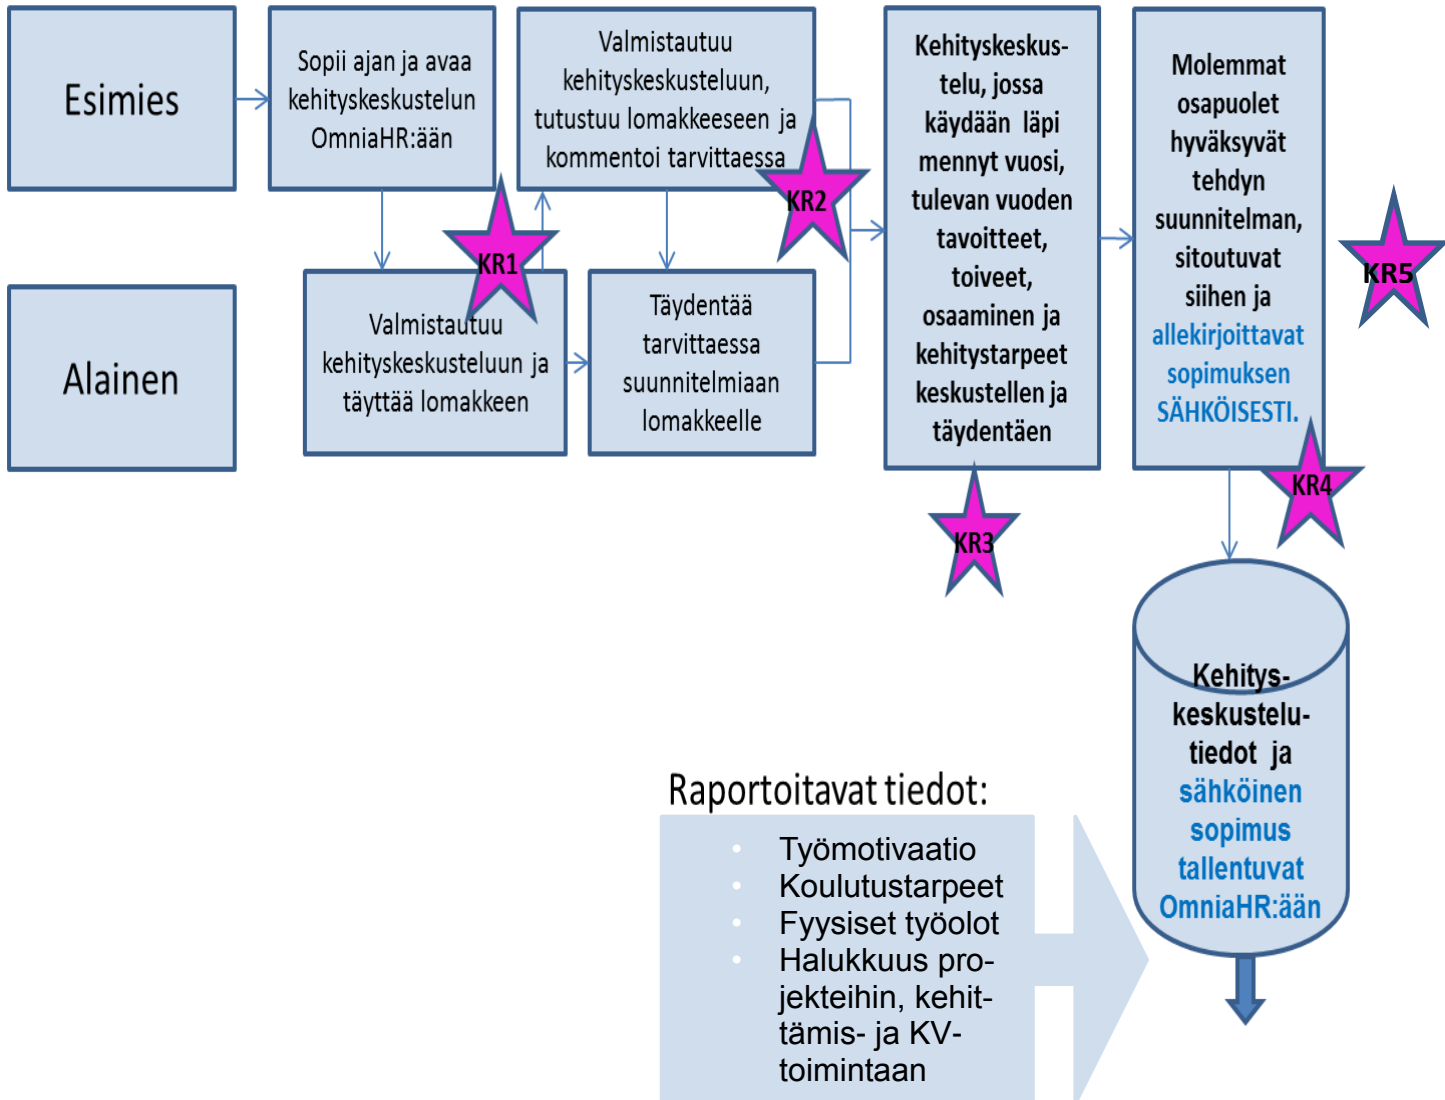 Esimies
Sopii ajan ja avaa
kehityskeskustelun
OmniaHR:ään
Valmistautuu
kehityskeskusteluun,
tutustuu lomakkeeseen ja
kommentoi tarvittaessa
KR1
KR2
Alainen
Valmistautuu
kehityskeskusteluun ja
täyttää lomakkeen
Täydentää
tarvittaessa
suunnitelmiaan
lomakkeelle
Kehityskeskus-
telu, jossa
käydään läpi
mennyt vuosi,
tulevan vuoden
tavoitteet,
toiveet,
osaaminen ja
kehitystarpeet
keskustellen ja
täydentäen
KR3
Molemmat
osapuolet
hyväksyvät
tehdyn
suunnitelman,
sitoutuvat
siihen ja
allekirjoittavat
sopimuksen
SÄHKÖISESTI.
KR5
KR4
Kehitys-
keskustelu-
tiedot ja
sähköinen
sopimus
tallentuvat
OmniaHR:ään
Raportoitavat tiedot:
• Työmotivaatio
• Koulutustarpeet
• Fyysiset työolot
• Halukkuus pro-
jekteihin, kehit-
tämis- ja KV-
toimintaan